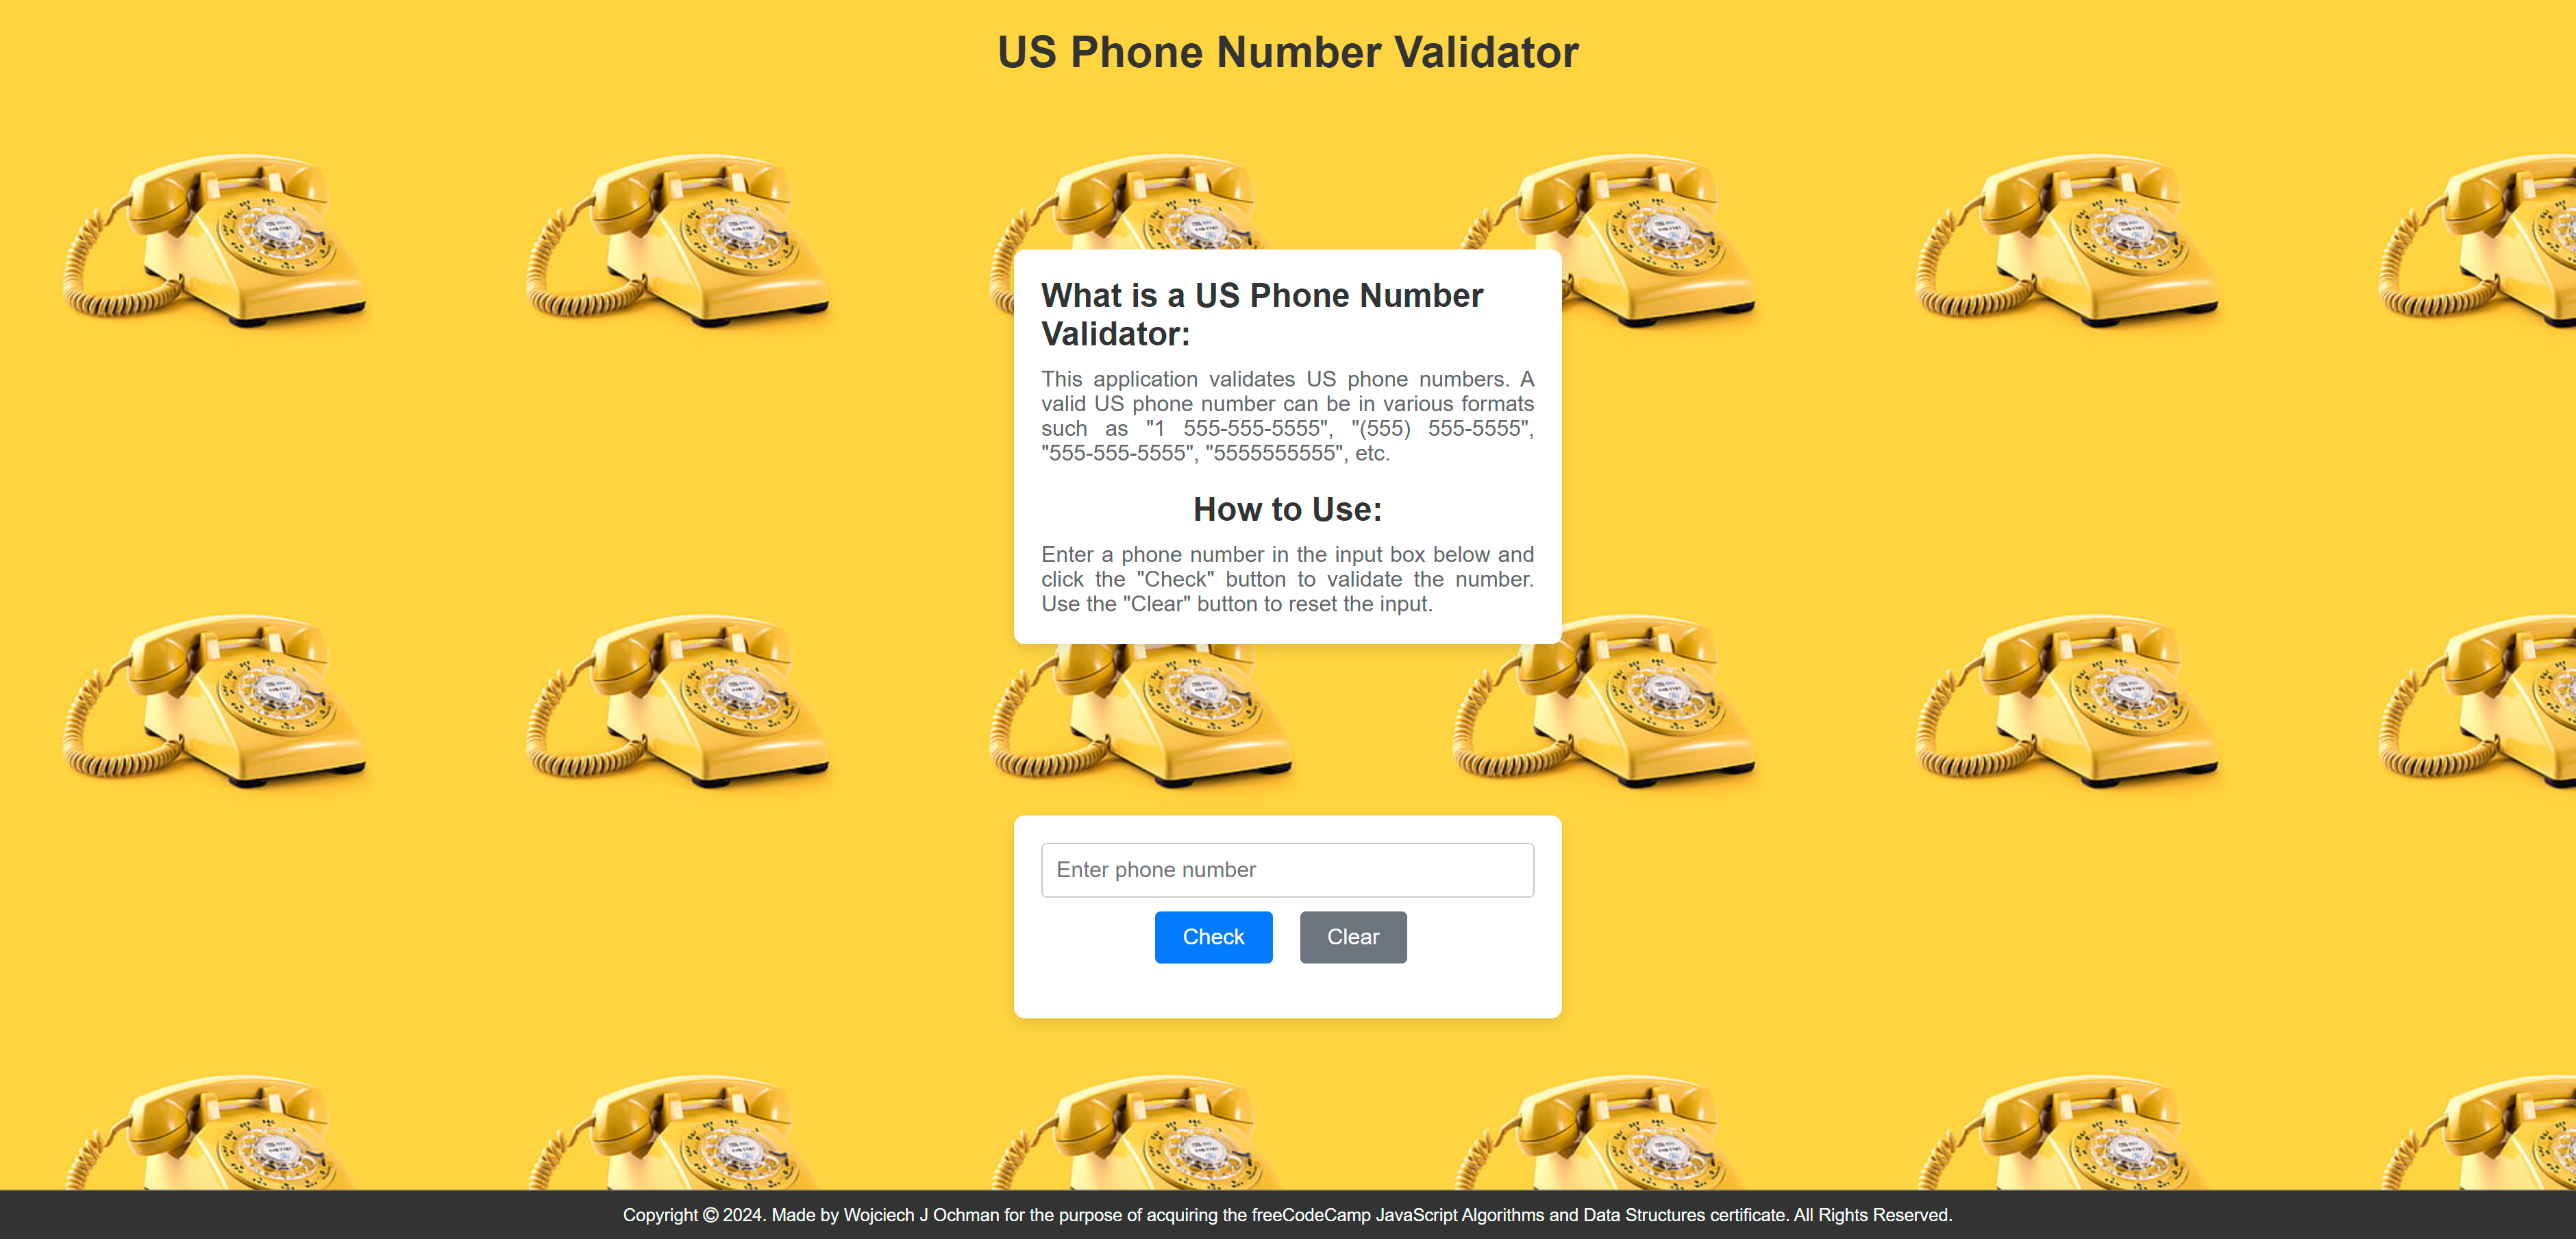 US Phone Number Validator
What is a US Phone Number
Validator:
This application validates US phone numbers. A
valid US phone number can be in various formats
such as "1 555-555-5555", "(555) 555-5555",
"555-555-5555", "5555555555", etc.
How to Use:
Enter a phone number in the input box below and
click the "Check" button to validate the number.
Use the "Clear" button to reset the input.
Enter phone number
Check Clear
Copyright © 2024. Made by Wojciech J Ochman for the purpose of acquiring the freeCodeCamp JavaScript Algorithms and Data Structures certificate. All Rights Reserved.